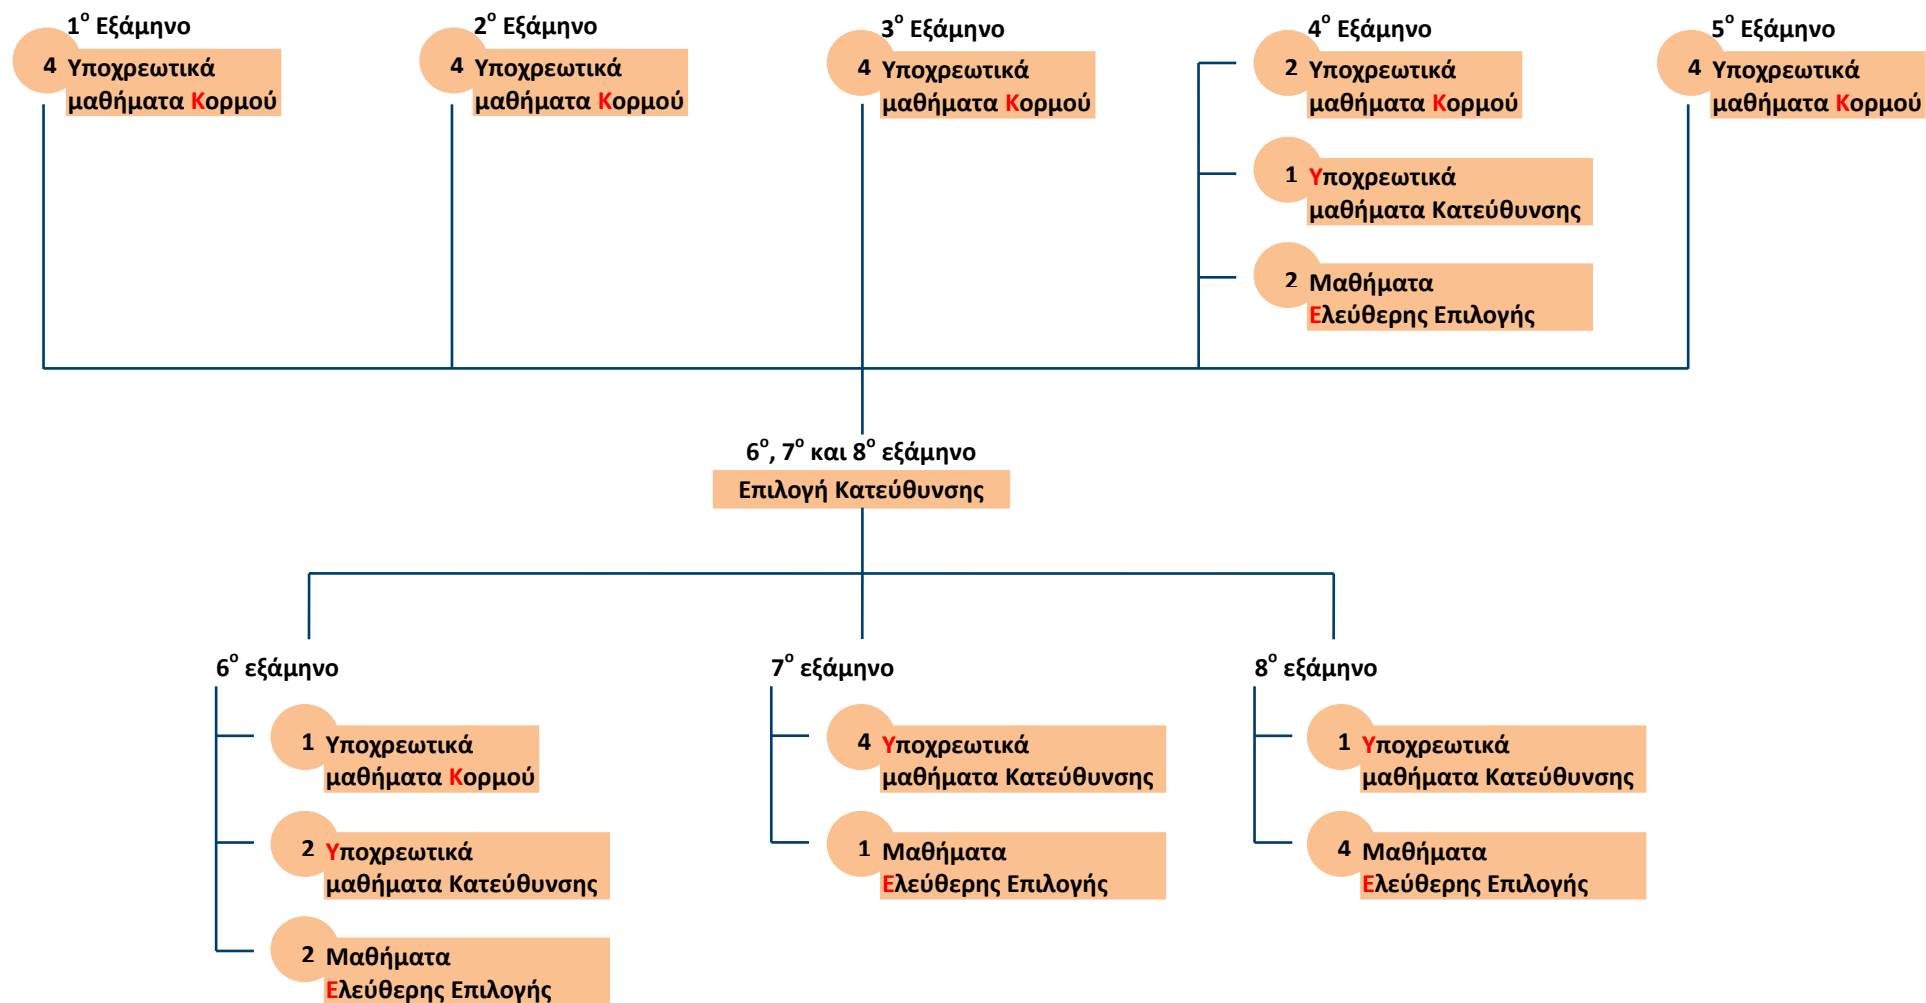 1ο Εξάμηνο
4 Υποχρεωτικά
μαθήματα Κορμού
2ο Εξάμηνο
4 Υποχρεωτικά
μαθήματα Κορμού
3ο Εξάμηνο
4 Υποχρεωτικά
μαθήματα Κορμού
4ο Εξάμηνο
2 Υποχρεωτικά
μαθήματα Κορμού
1 Υποχρεωτικά
μαθήματα Κατεύθυνσης
2 Μαθήματα
Ελεύθερης Επιλογής
5ο Εξάμηνο
4 Υποχρεωτικά
μαθήματα Κορμού
6ο, 7ο και 8ο εξάμηνο
Επιλογή Κατεύθυνσης
6ο εξάμηνο
1 Υποχρεωτικά
μαθήματα Κορμού
2 Υποχρεωτικά
μαθήματα Κατεύθυνσης
2 Μαθήματα
Ελεύθερης Επιλογής
7ο εξάμηνο
4 Υποχρεωτικά
μαθήματα Κατεύθυνσης
1 Μαθήματα
Ελεύθερης Επιλογής
8ο εξάμηνο
1 Υποχρεωτικά
μαθήματα Κατεύθυνσης
4 Μαθήματα
Ελεύθερης Επιλογής